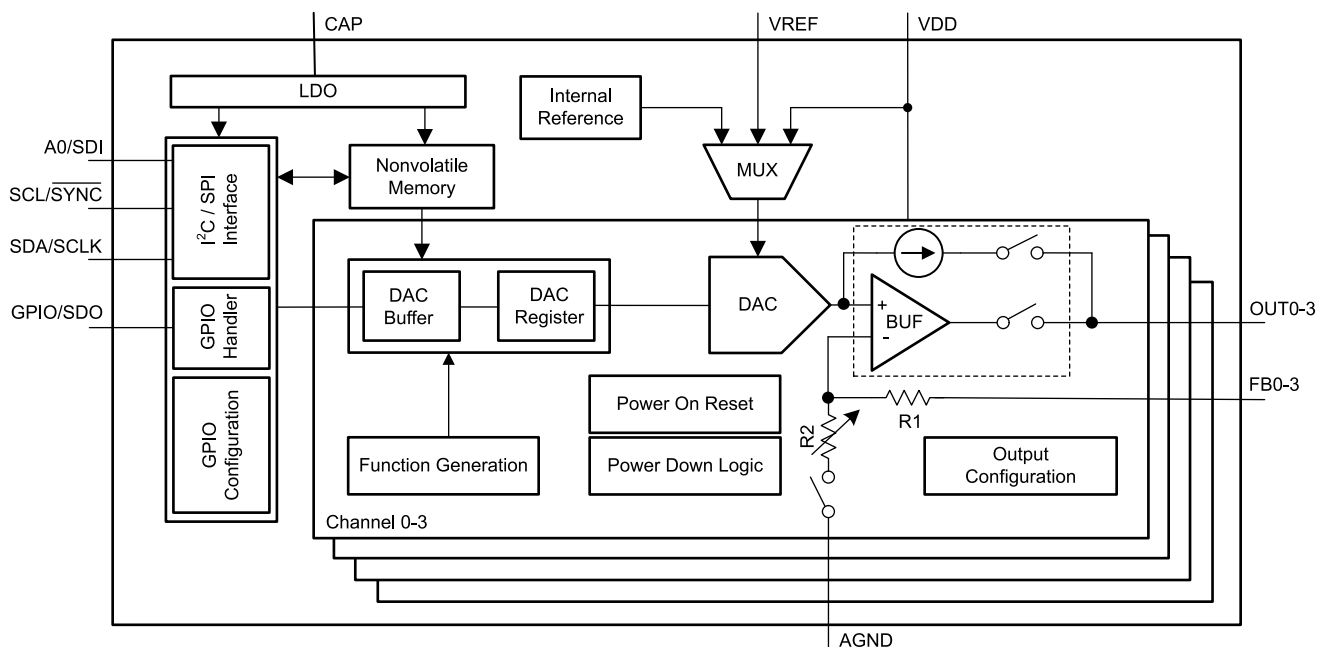 CAP
VREF
VDD
LDO
Internal
Reference
A0/SDI
SCL/SYNC
SDA/SCLK
GPIO/SDO
I²C / SPI
Interface
GPIO
Handler
GPIO
Configuration
Nonvolatile
Memory
MUX
DAC
Buffer
DAC
Register
DAC
+
BUF
-
OUT0-3
FB0-3
R1
R2
Power On Reset
Power Down Logic
Function Generation
Output
Configuration
Channel 0-3
AGND